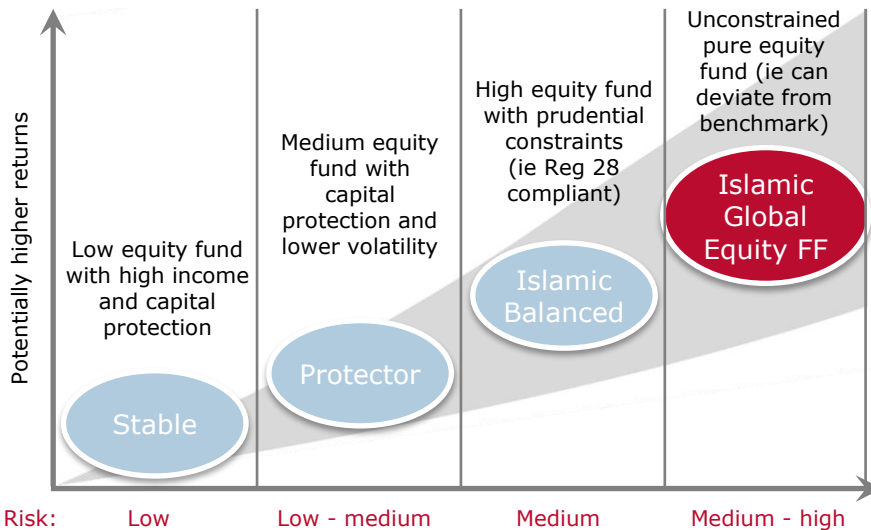 Potentially higher returns
Low equity fund
with high income
and capital
protection
Stable
Medium equity
fund with
capital
protection and
lower volatility
Protector
High equity fund
with prudential
constraints
(ie Reg 28
compliant)
Islamic
Balanced
Unconstrained
pure equity
fund (ie can
deviate from
benchmark)
Islamic
Global
Equity FF
Risk: Low Low - medium Medium Medium - high